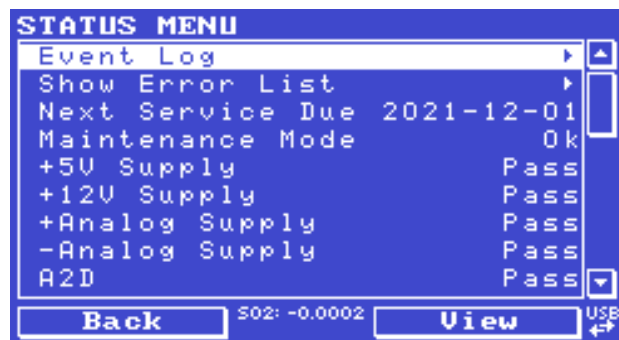 STATUS MENU
Event Log
Show Error List
Next Service Due 2021-12-01
Maintenance Mode Ok
+5V Supply Pass
+12V Supply Pass
+Analog Supply Pass
-Analog Supply Pass
A2D Pass
Back SO2: -0.0002 View USB